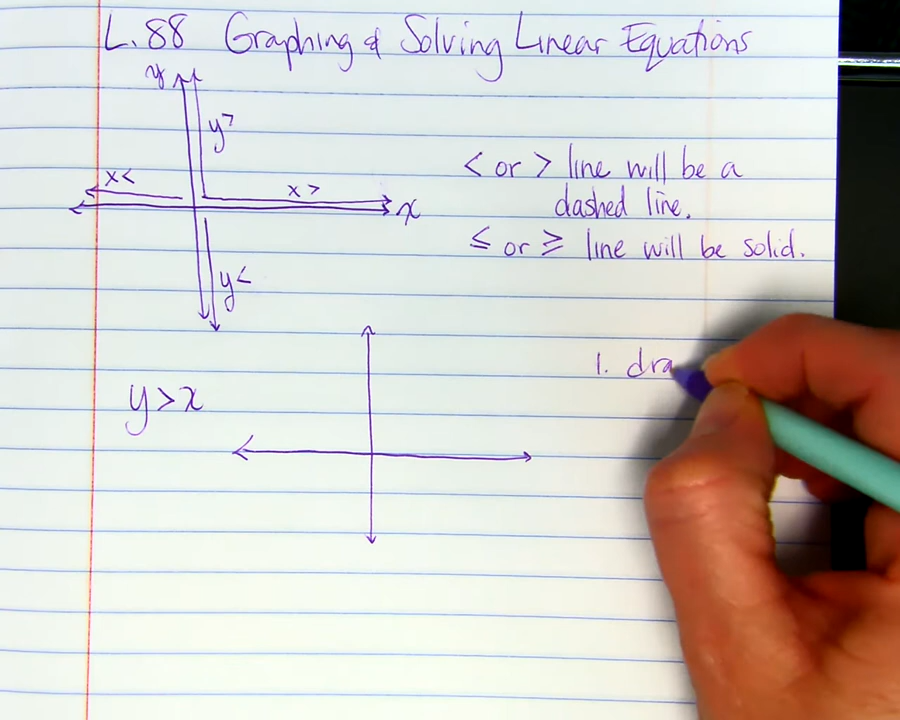 L.88 Graphing & Solving Linear Equations
y
y>
x<
x >
x
y<
< or > line will be a
dashed line.
≤ or ≥ line will be solid.
1. dra
y > x